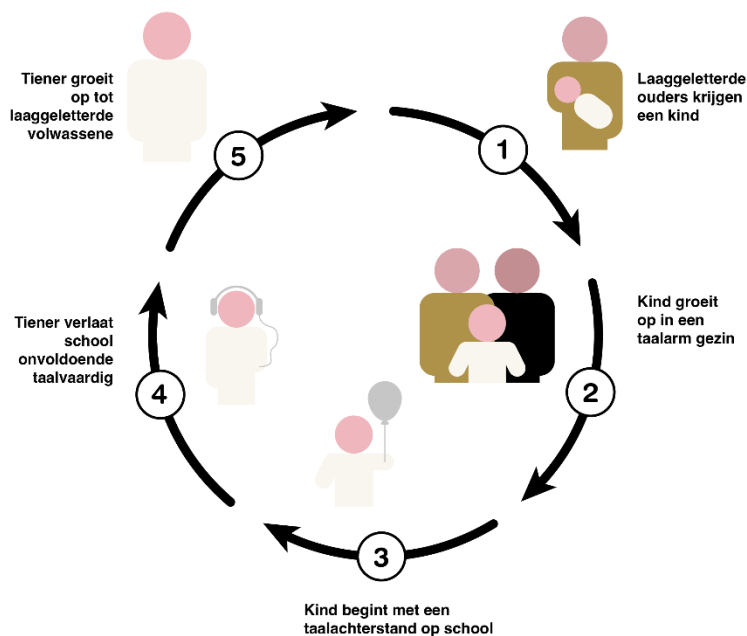 1
Laaggeletterde
ouders krijgen
een kind
2
Kind groeit
op in een
taalarm gezin
3
Kind begint met een
taalachterstand op school
4
Tiener verlaat
school
onvoldoende
taalvaardig
5
Tiener groeit
op tot
laaggeletterde
volwassene